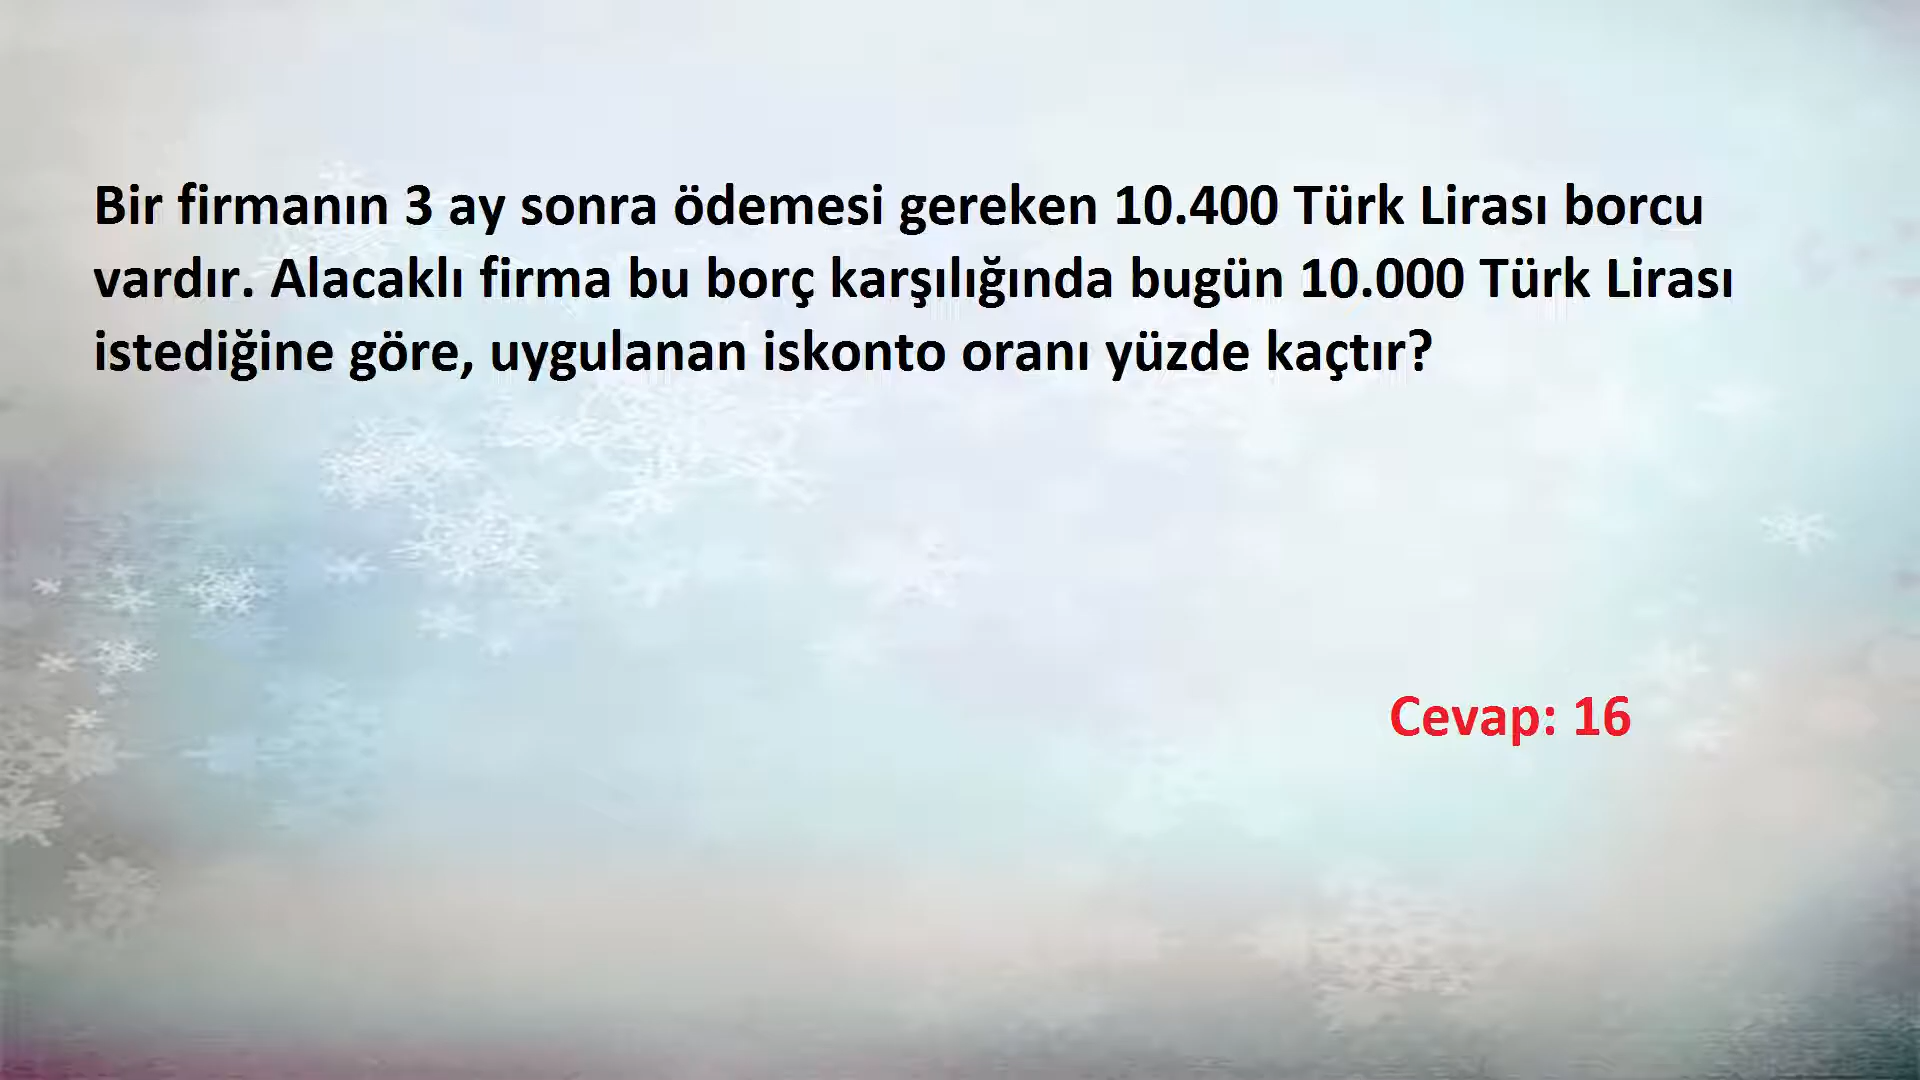 Bir firmanın 3 ay sonra ödemesi gereken 10.400 Türk Lirası borcu
vardır. Alacaklı firma bu borç karşılığında bugün 10.000 Türk Lirası
istediğine göre, uygulanan iskonto oranı yüzde kaçtır?
Cevap: 16